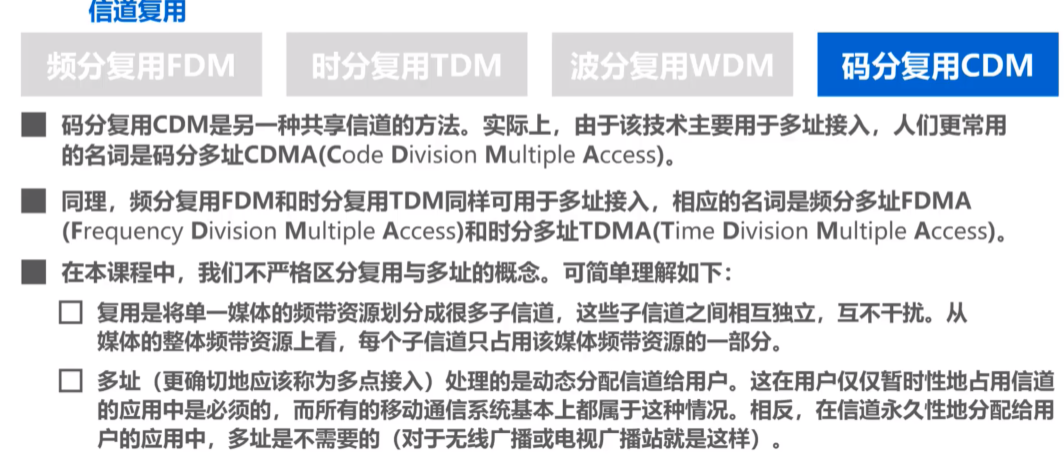 信道复用
频分复用FDM
时分复用TDM
波分复用WDM
码分复用CDM
码分复用CDM是另一种共享信道的方法。实际上，由于该技术主要用于多址接入，人们更常用
的名词是码分多址CDMA(Code Division Multiple Access)。
同理，频分复用FDM和时分复用TDM同样可用于多址接入，相应的名词是频分多址FDMA
(Frequency Division Multiple Access)和时分多址TDMA(Time Division Multiple Access)。
在本课程中，我们不严格区分复用与多址的概念。可简单理解如下：
复用是将单一媒体的频带资源划分成很多子信道，这些子信道之间相互独立，互不干扰。从
媒体的整体频带资源上看，每个子信道只占用该媒体频带资源的一部分。
多址（更确切地应该称为多点接入）处理的是动态分配信道给用户。这在用户仅仅暂时性地占用信道
的应用中是必须的，而所有的移动通信系统基本上都属于这种情况。相反，在信道永久性地分配给用
户的应用中，多址是不需要的（对于无线广播或电视广播站就是这样）。